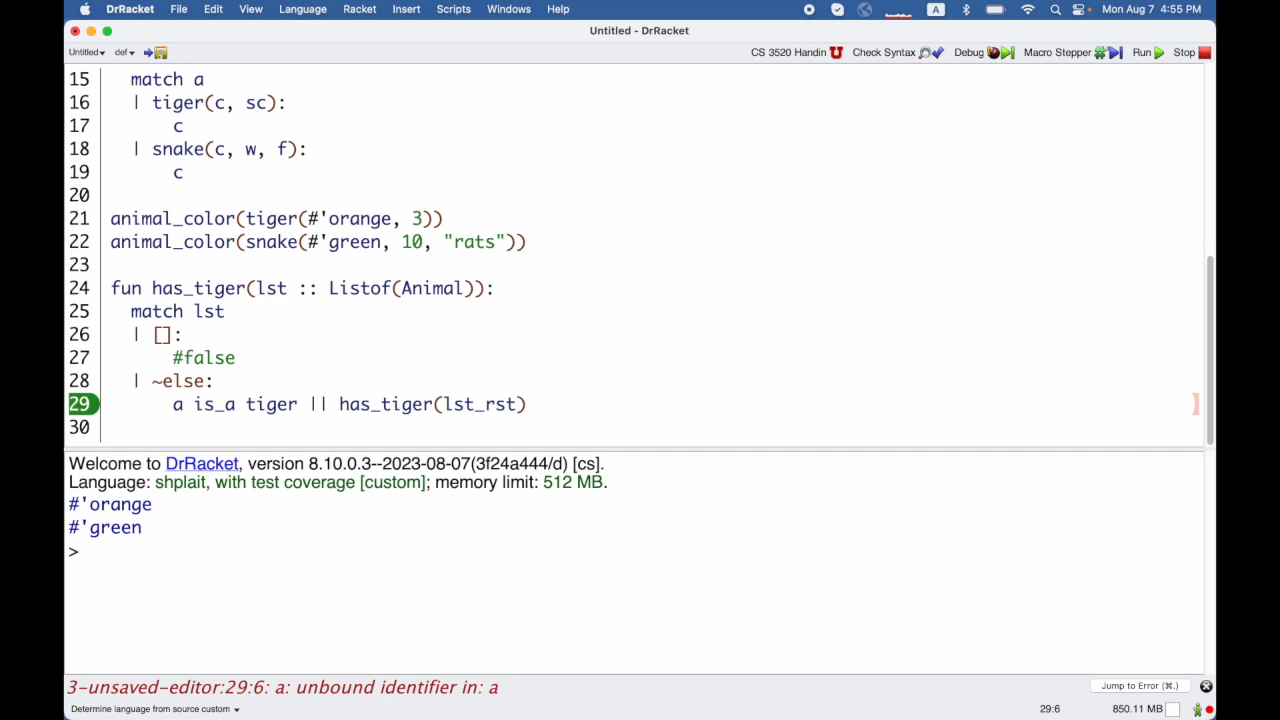 DrRacket File Edit View Language Racket Insert Scripts Windows Help A Mon Aug 7 4:55 PM
Untitled - DrRacket
Untitled def CS 3520 Handin Check Syntax Debug Macro Stepper Run Stop
15 match a
16 | tiger(c, sc):
17 c
18 | snake(c, w, f):
19 c
20
21 animal_color(tiger(#'orange, 3))
22 animal_color(snake(#'green, 10, "rats"))
23
24 fun has_tiger(lst :: Listof(Animal)):
25 match lst
26 | []:
27 #false
28 | ~else:
29 a is_a tiger || has_tiger(lst_rst)
30
Welcome to DrRacket, version 8.10.0.3--2023-08-07(3f24a444/d) [cs].
Language: shplait, with test coverage [custom]; memory limit: 512 MB.
#'orange
#'green
>
3-unsaved-editor:29:6: a: unbound identifier in: a Jump to Error (⌘.)
Determine language from source custom 29:6 850.11 MB